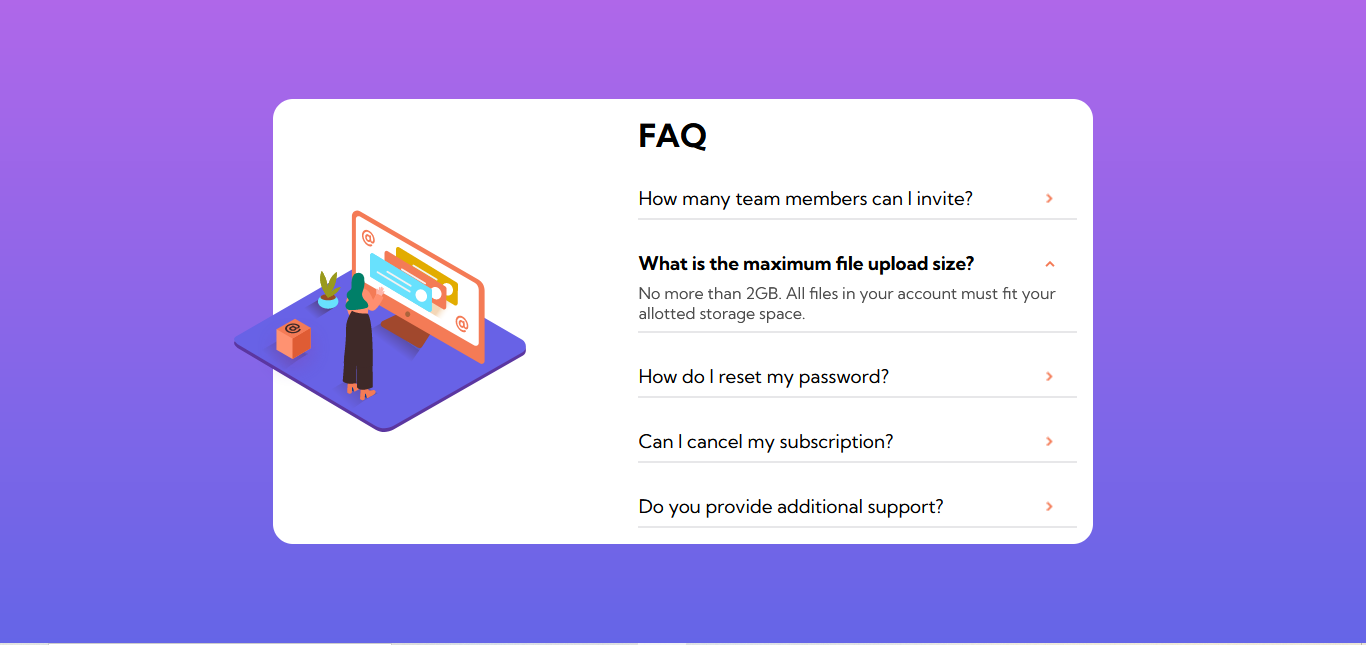 FAQ
How many team members can I invite?
What is the maximum file upload size?
No more than 2GB. All files in your account must fit your
allotted storage space.
How do I reset my password?
Can I cancel my subscription?
Do you provide additional support?